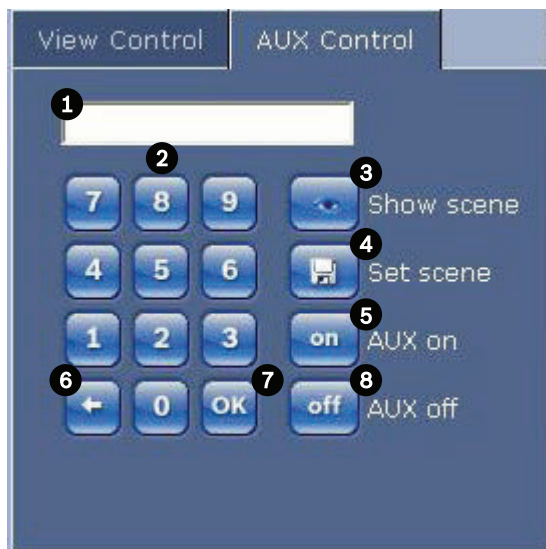 View Control AUX Control
1
2
3
7 8 9 Show scene
4
4 5 6 Set scene
5
1 2 3 on AUX on
6 7 8
0 OK off AUX off